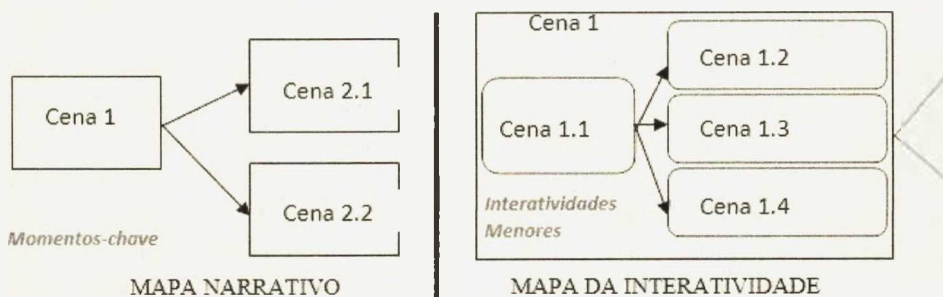 Cena 1
Cena 2.1
Cena 2.2
Momentos-chave
MAPA NARRATIVO
Cena 1
Cena 1.1
Cena 1.2
Cena 1.3
Cena 1.4
Interatividades
Menores
MAPA DA INTERATIVIDADE